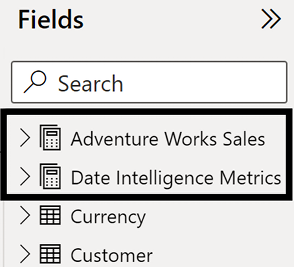 Fields
Search
Adventure Works Sales
Date Intelligence Metrics
Currency
Customer